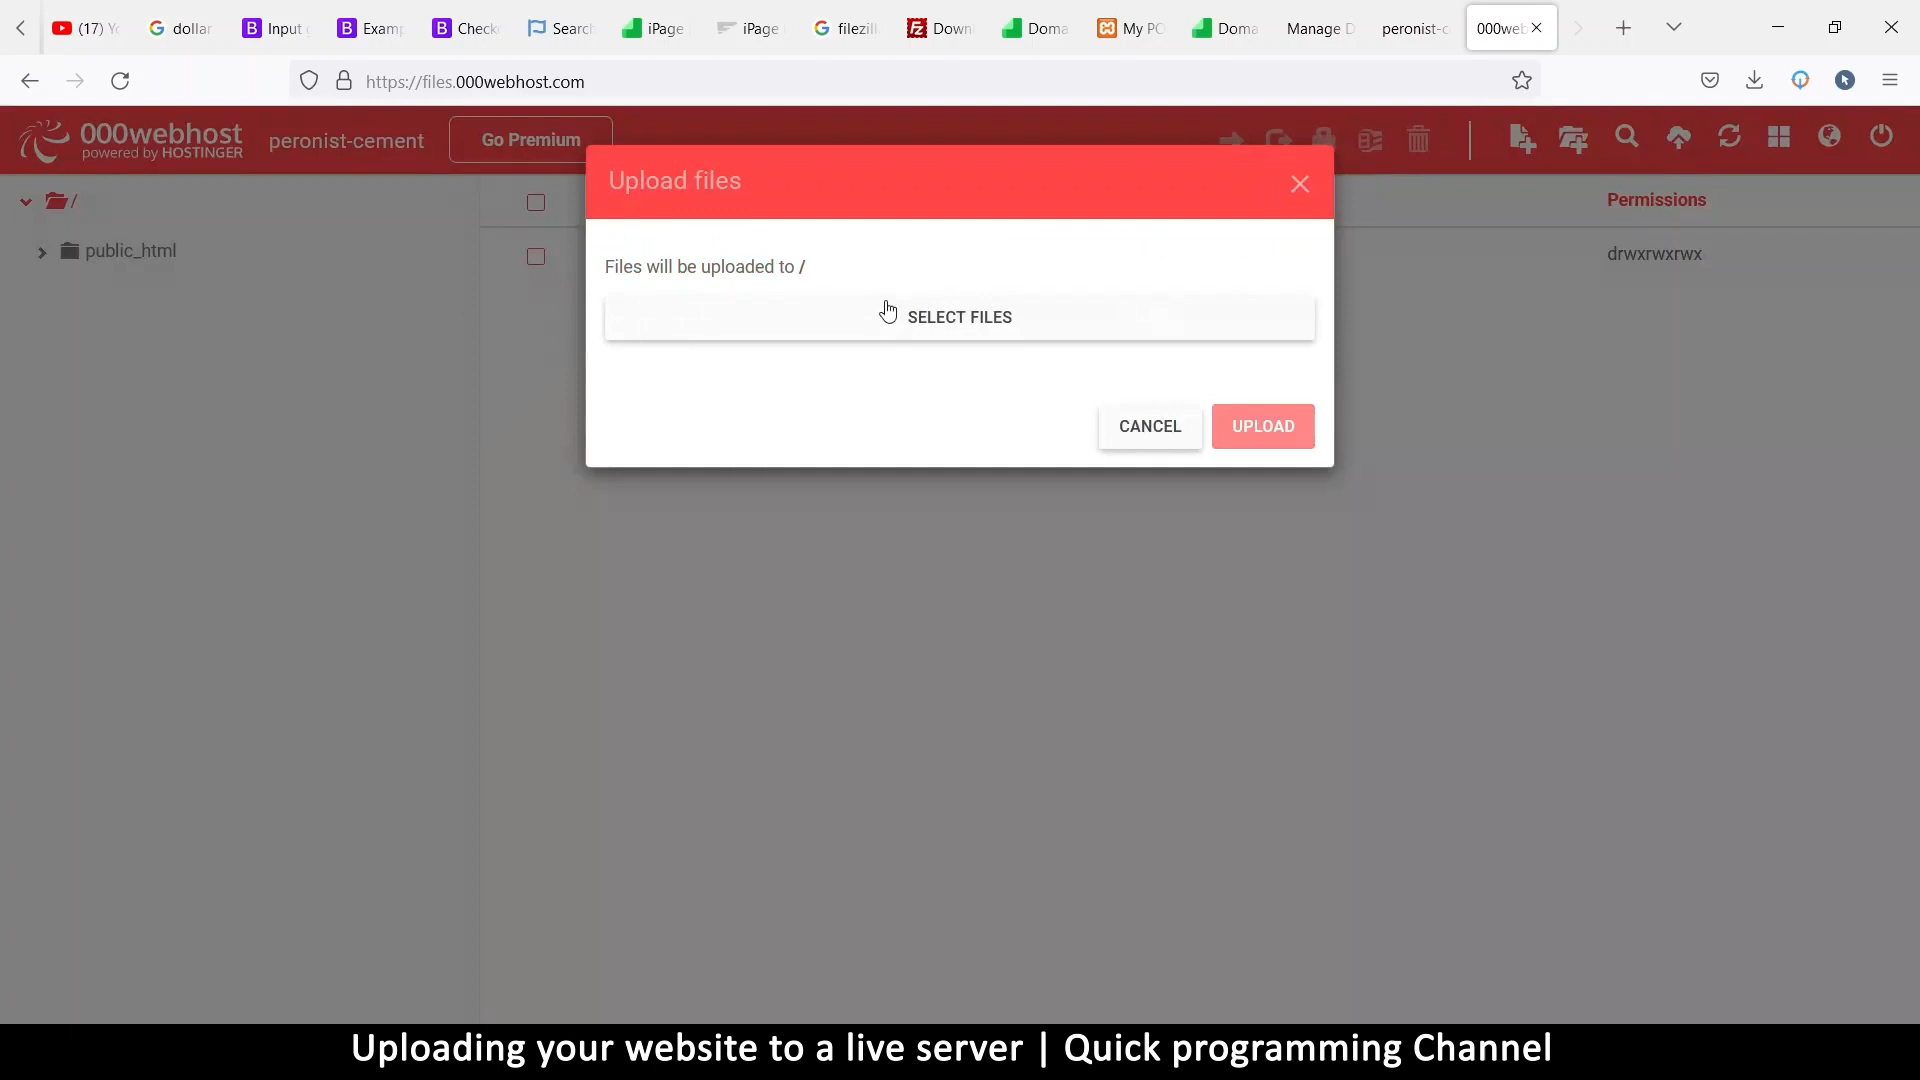 (17) Yo
dollar
Input g
Examp
Check
Search
iPage
iPage
filezill
Down
Doma
My PO
Doma
Manage D
peronist-c
000web
https://files.000webhost.com
000webhost
powered by HOSTINGER
peronist-cement
Go Premium
Upload files
/
Permissions
public_html
drwxrwxrwx
Files will be uploaded to /
SELECT FILES
CANCEL
UPLOAD
Uploading your website to a live server | Quick programming Channel